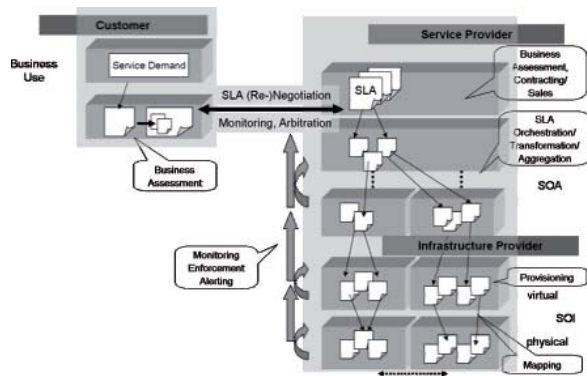 Customer
Service Provider
Business
Use
Service Demand
Business
Assessment,
Contracting/
Sales
SLA
SLA (Re-)Negotiation
Monitoring, Arbitration
SLA
Orchestration/
Transformation/
Aggregation
Business
Assessment
SOA
Infrastructure Provider
Monitoring
Enforcement
Alerting
Provisioning
virtual
SOI
physical
Mapping